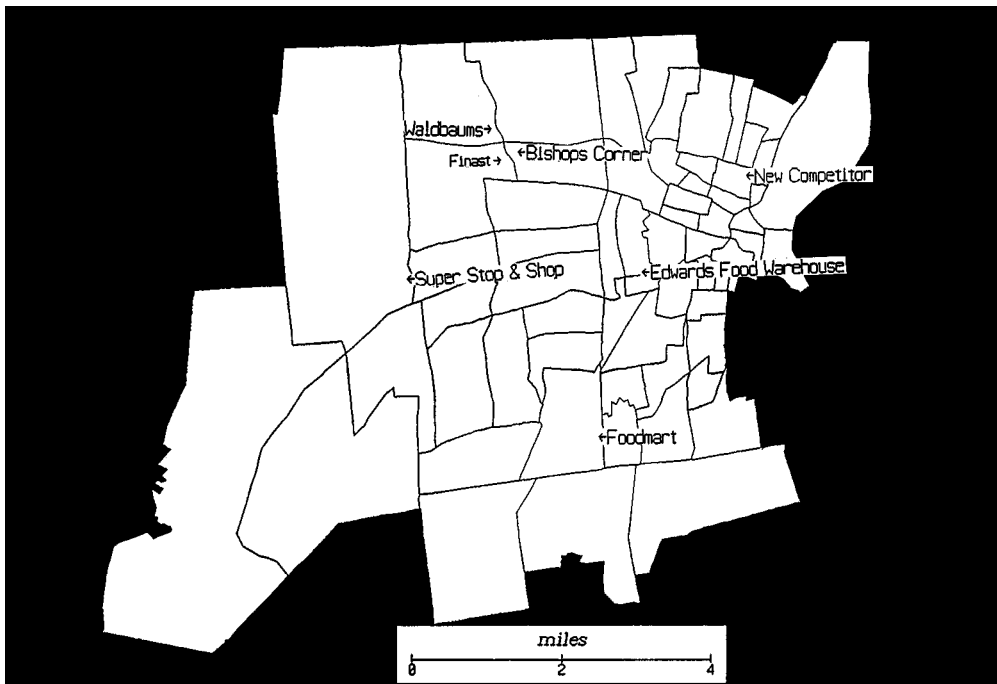 Waldbaums→
←Bishops Corner
Finast→
←New Competitor
←Super Stop & Shop
←Edwards Food Warehouse
←Foodmart
miles
0 2 4